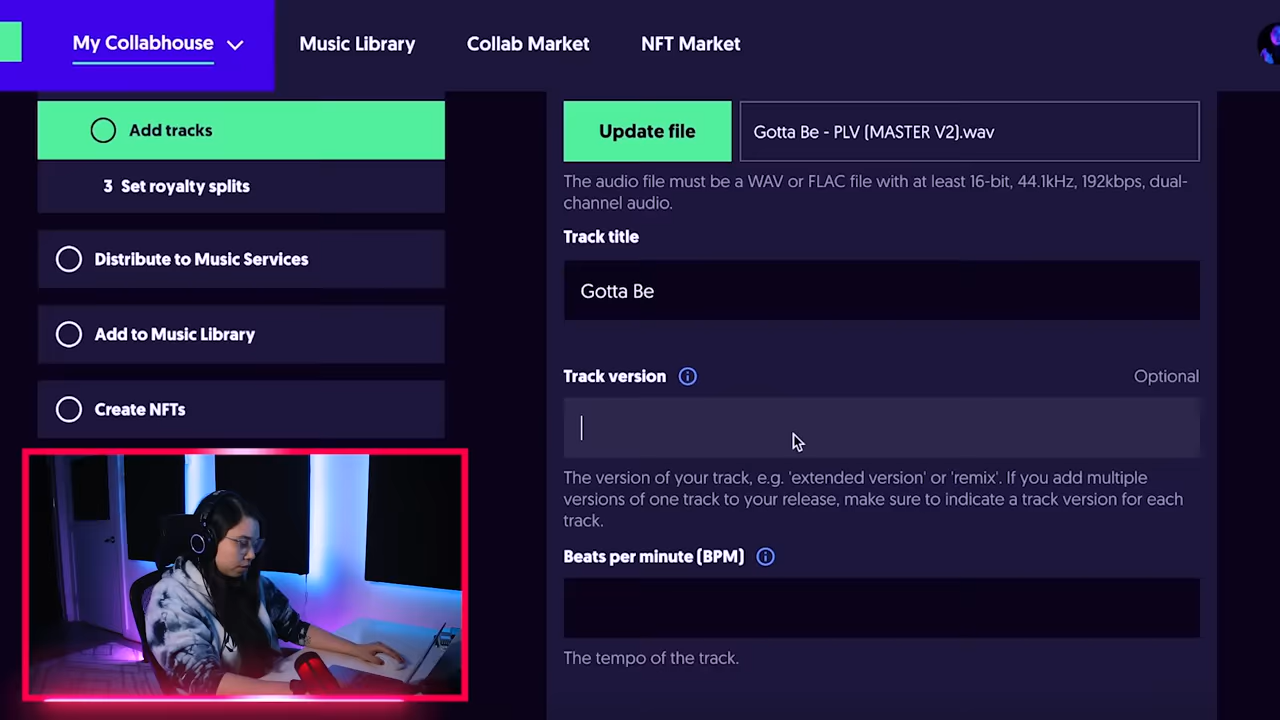 My Collabhouse
Music Library
Collab Market
NFT Market
Add tracks
3 Set royalty splits
Distribute to Music Services
Add to Music Library
Create NFTs
Update file
Gotta Be - PLV (MASTER V2).wav
The audio file must be a WAV or FLAC file with at least 16-bit, 44.1kHz, 192kbps, dual-
channel audio.
Track title
Gotta Be
Track version
Optional
The version of your track, e.g. 'extended version' or 'remix'. If you add multiple
versions of one track to your release, make sure to indicate a track version for each
track.
Beats per minute (BPM)
The tempo of the track.